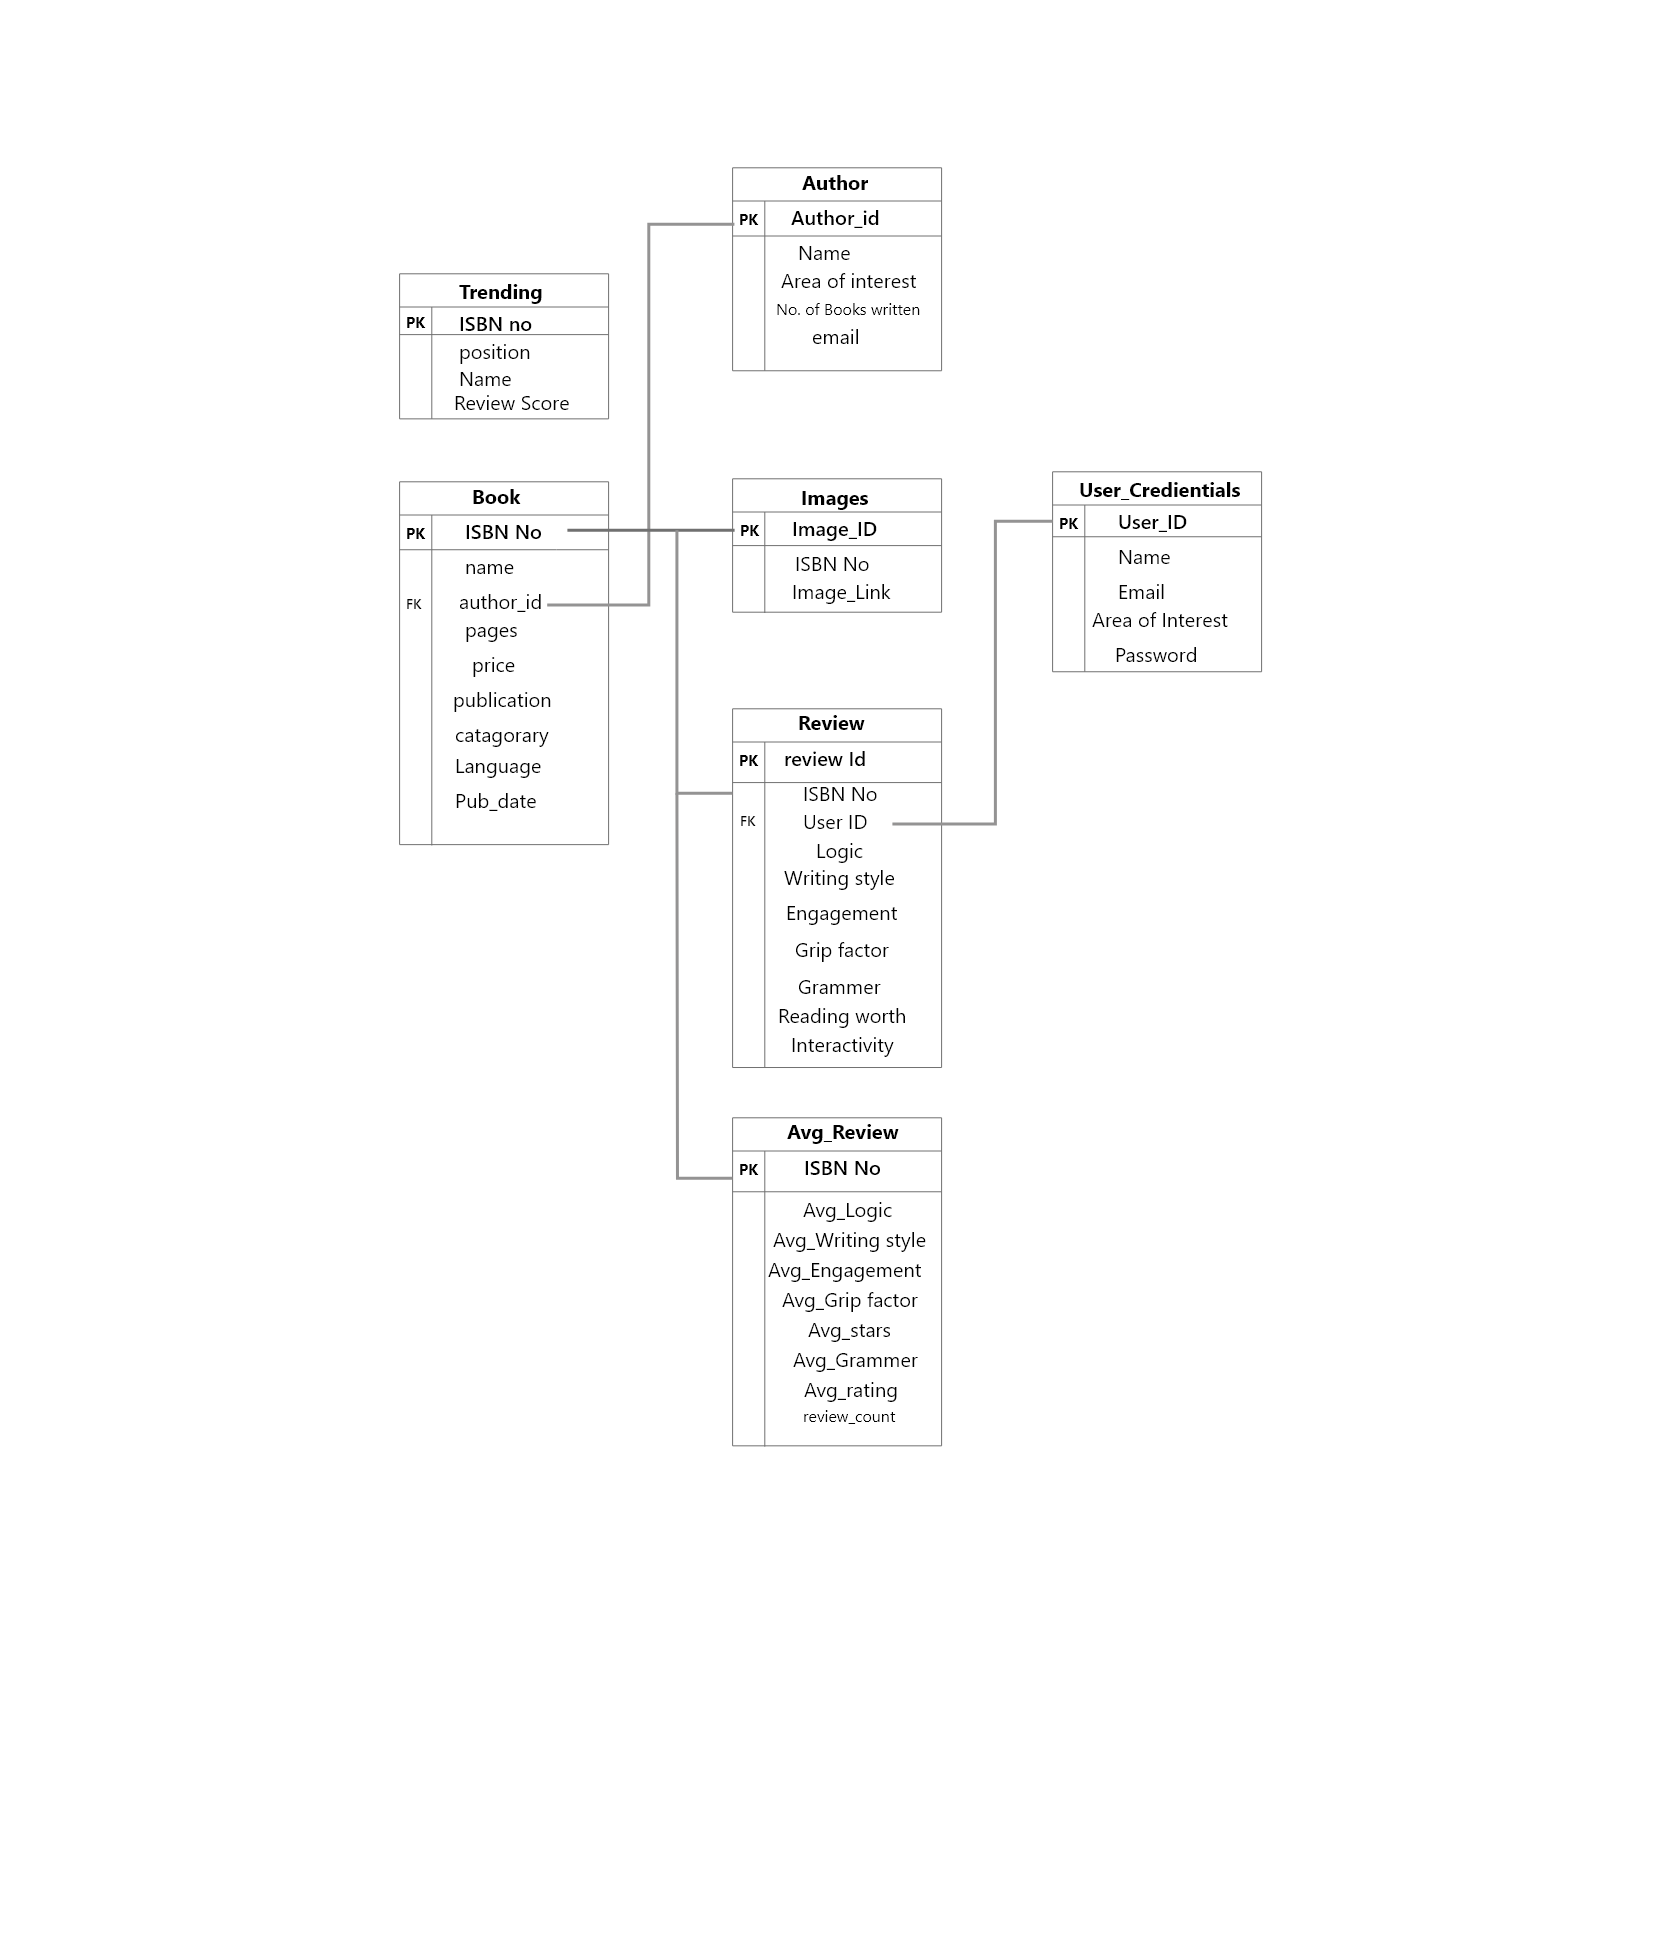 Author
PK Author_id
Name
Area of interest
No. of Books written
email
Trending
PK ISBN no
position
Name
Review Score
Book
PK ISBN No
name
FK author_id
pages
price
publication
catagorary
Language
Pub_date
Images
PK Image_ID
ISBN No
Image_Link
User_Credientials
PK User_ID
Name
Email
Area of Interest
Password
Review
PK review Id
ISBN No
FK User ID
Logic
Writing style
Engagement
Grip factor
Grammer
Reading worth
Interactivity
Avg_Review
PK ISBN No
Avg_Logic
Avg_Writing style
Avg_Engagement
Avg_Grip factor
Avg_stars
Avg_Grammer
Avg_rating
review_count